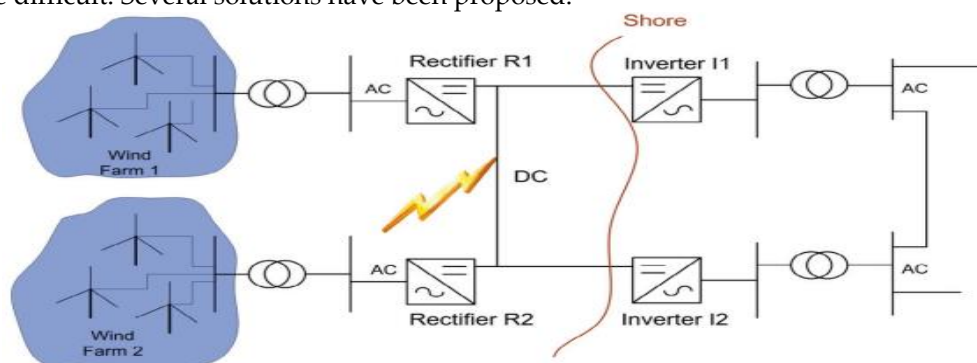 e difficult. Several solutions have been proposed.
Shore
Rectifier R1
Inverter I1
AC
AC
Wind
Farm 1
DC
AC
AC
Wind
Farm 2
Rectifier R2
Inverter I2